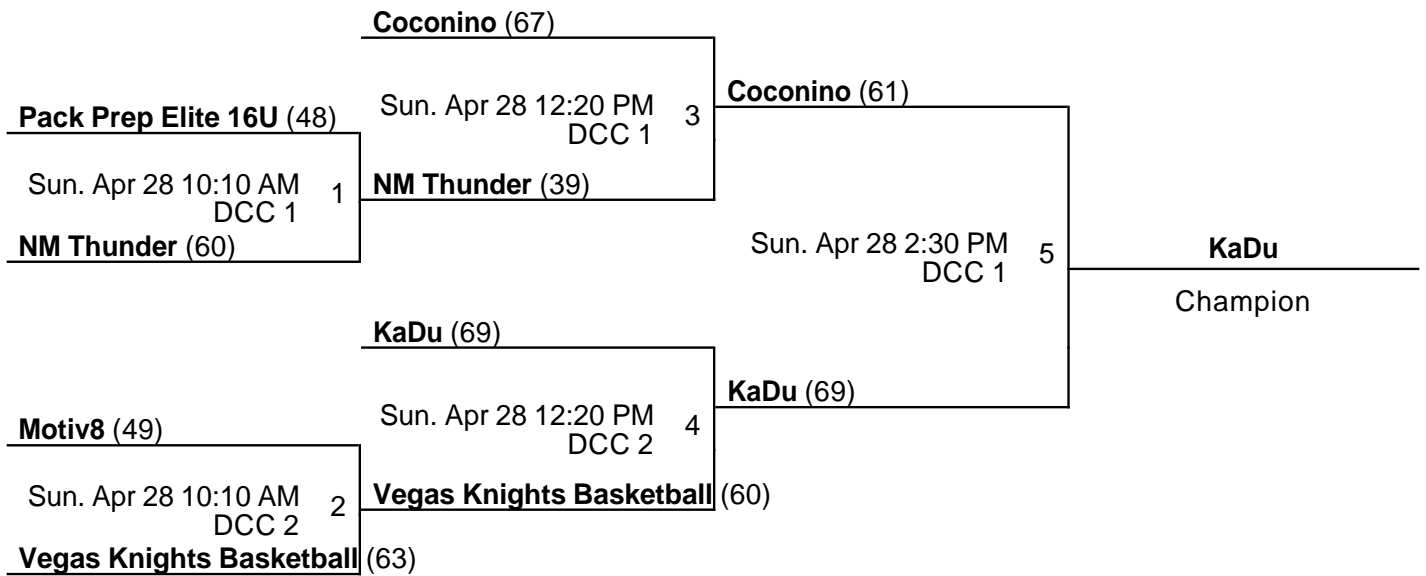 Coconino (67)
Pack Prep Elite 16U (48)
Sun. Apr 28 12:20 PM 3
DCC 1
Coconino (61)
Sun. Apr 28 10:10 AM 1
DCC 1
NM Thunder (39)
NM Thunder (60)
Sun. Apr 28 2:30 PM 5
DCC 1
KaDu
Champion
KaDu (69)
Motiv8 (49)
Sun. Apr 28 12:20 PM 4
DCC 2
KaDu (69)
Sun. Apr 28 10:10 AM 2
DCC 2
Vegas Knights Basketball (60)
Vegas Knights Basketball (63)